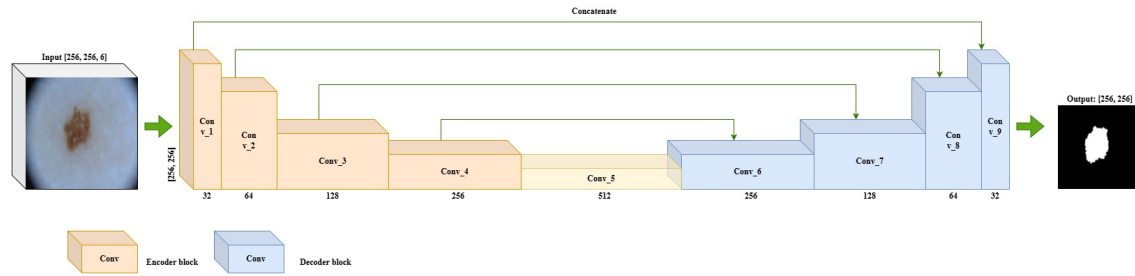 Concatenate
Input [256, 256, 6]
Output: [256, 256]
Con
v_1
Con
v_2
Conv_3
Conv_4
Conv_5
Conv_6
Conv_7
Con
v_8
Con
v_9
[256, 256]
32
64
128
256
512
256
128
64
32
Conv
Encoder block
Conv
Decoder block